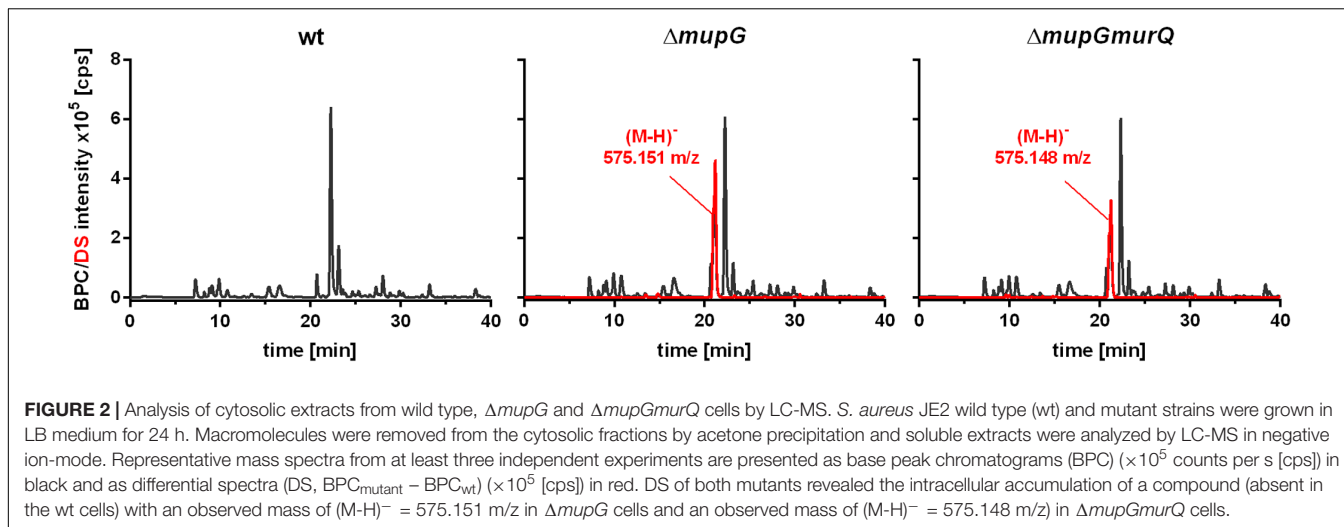 wt
ΔmupG
ΔmupGmurQ
BPC/DS intensity x10⁵ [cps]
8
6
4
2
0
(M-H)⁻
575.151 m/z
(M-H)⁻
575.148 m/z
0 10 20 30 40
0 10 20 30 40
0 10 20 30 40
time [min]
time [min]
time [min]
FIGURE 2 | Analysis of cytosolic extracts from wild type, ΔmupG and ΔmupGmurQ cells by LC-MS. S. aureus JE2 wild type (wt) and mutant strains were grown in
LB medium for 24 h. Macromolecules were removed from the cytosolic fractions by acetone precipitation and soluble extracts were analyzed by LC-MS in negative
ion-mode. Representative mass spectra from at least three independent experiments are presented as base peak chromatograms (BPC) (×10⁵ counts per s [cps]) in
black and as differential spectra (DS, BPCmutant – BPCwt) (×10⁵ [cps]) in red. DS of both mutants revealed the intracellular accumulation of a compound (absent in
the wt cells) with an observed mass of (M-H)⁻ = 575.151 m/z in ΔmupG cells and an observed mass of (M-H)⁻ = 575.148 m/z) in ΔmupGmurQ cells.